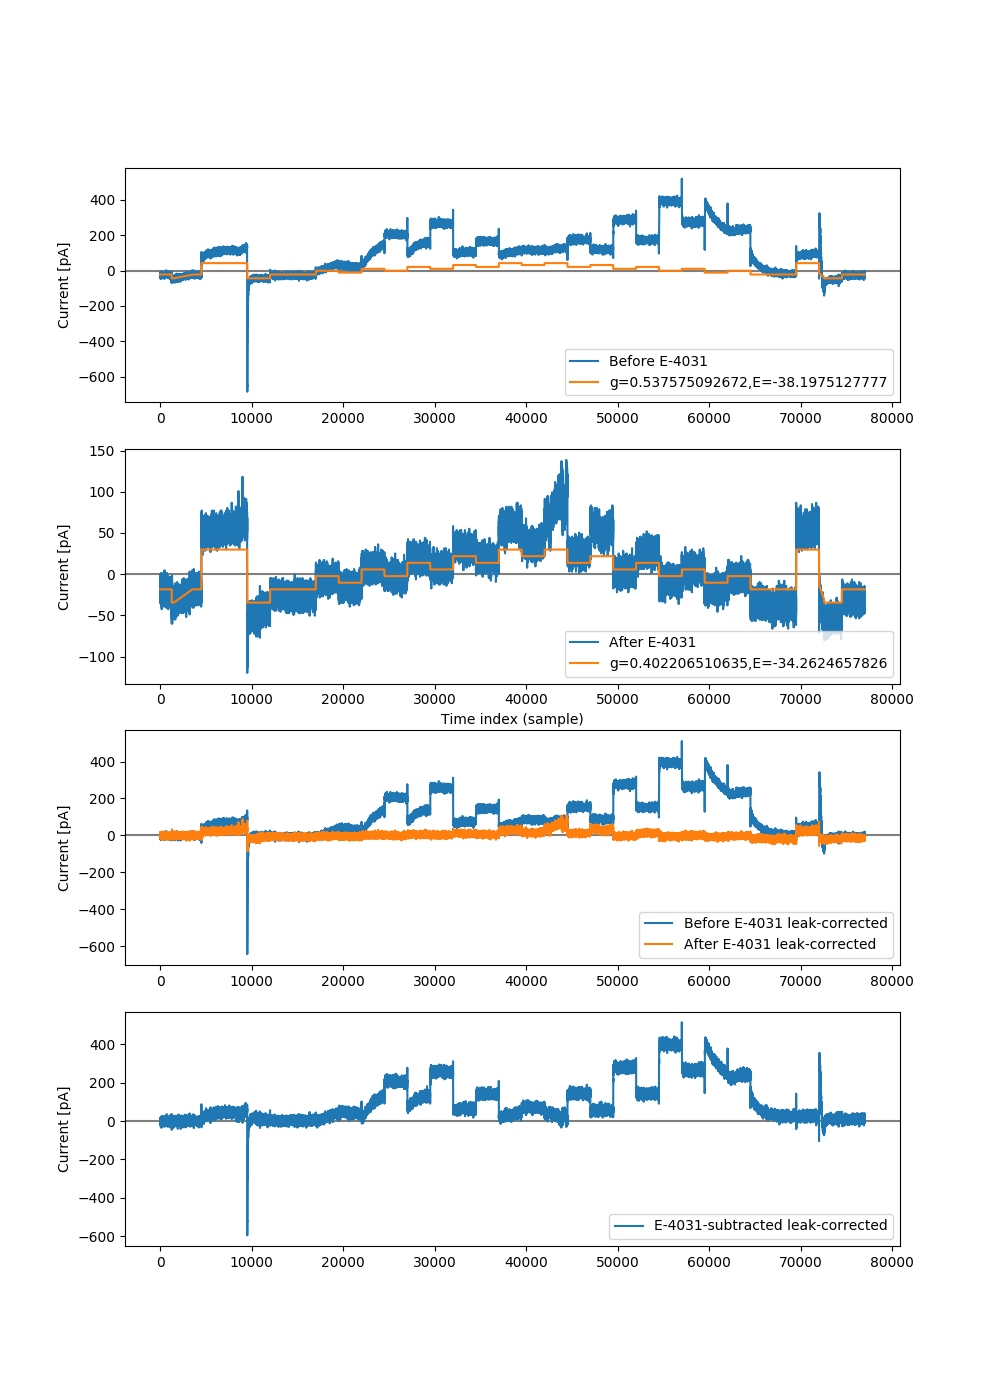 400
200
0
−200
−400
−600
Current [pA]
0 10000 20000 30000 40000 50000 60000 70000 80000
Before E-4031
g=0.537575092672,E=-38.1975127777
150
100
50
0
−50
−100
Current [pA]
0 10000 20000 30000 40000 50000 60000 70000 80000
Time index (sample)
After E-4031
g=0.402206510635,E=-34.2624657826
400
200
0
−200
−400
−600
Current [pA]
0 10000 20000 30000 40000 50000 60000 70000 80000
Before E-4031 leak-corrected
After E-4031 leak-corrected
400
200
0
−200
−400
−600
Current [pA]
0 10000 20000 30000 40000 50000 60000 70000 80000
E-4031-subtracted leak-corrected